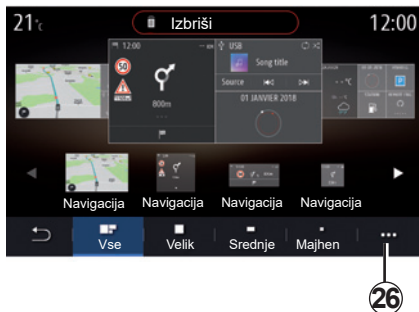 21°c Izbriši 12:00
12:00
50
800m
USB
Song title
Source
01 JANVIER 2018
--°C
Navigacija Navigacija Navigacija Navigacija
Vse Velik Srednje Majhen
26